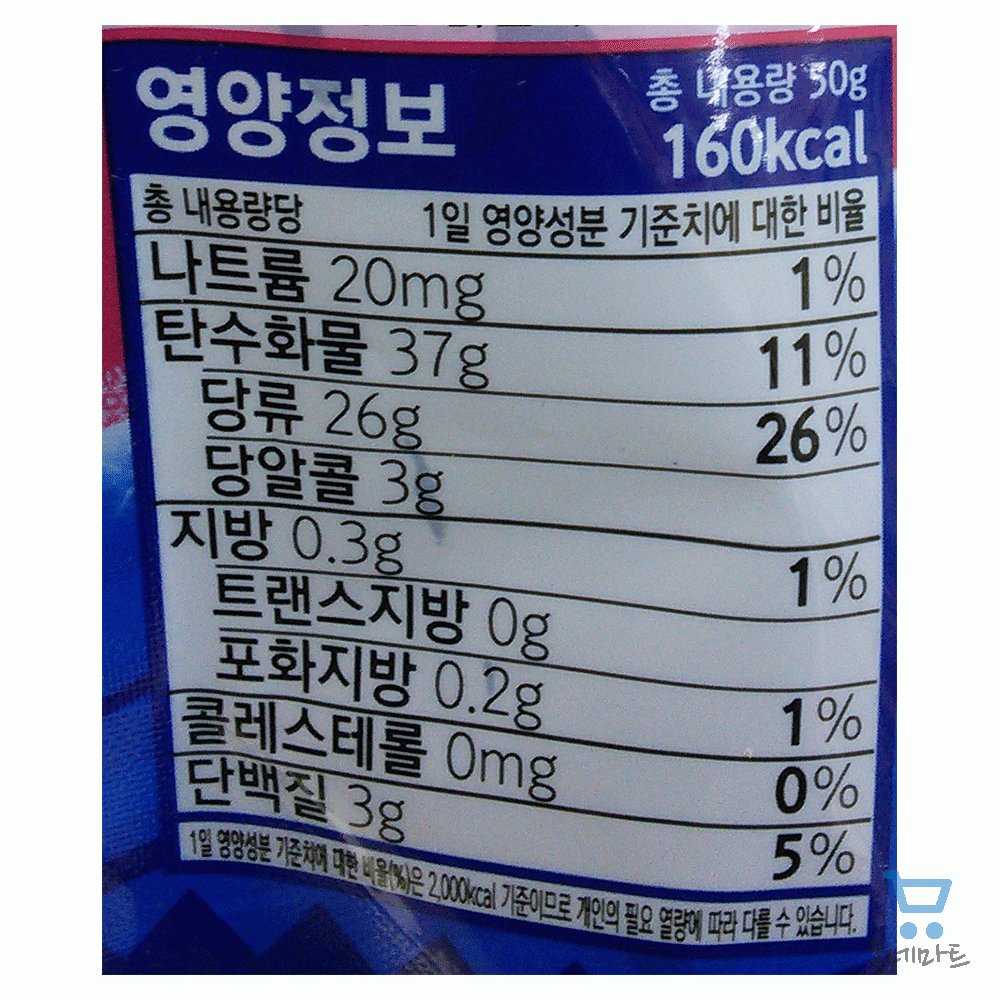 영양정보
총 내용량 50g
160kcal
총 내용량당 1일 영양성분 기준치에 대한 비율
나트륨 20mg 1%
탄수화물 37g 11%
당류 26g 26%
당알콜 3g
지방 0.3g 1%
트랜스지방 0g
포화지방 0.2g 1%
콜레스테롤 0mg 0%
단백질 3g 5%
1일 영양성분 기준치에 대한 비율(%)은 2,000kcal 기준이므로 개인의 필요 열량에 따라 다를 수 있습니다.